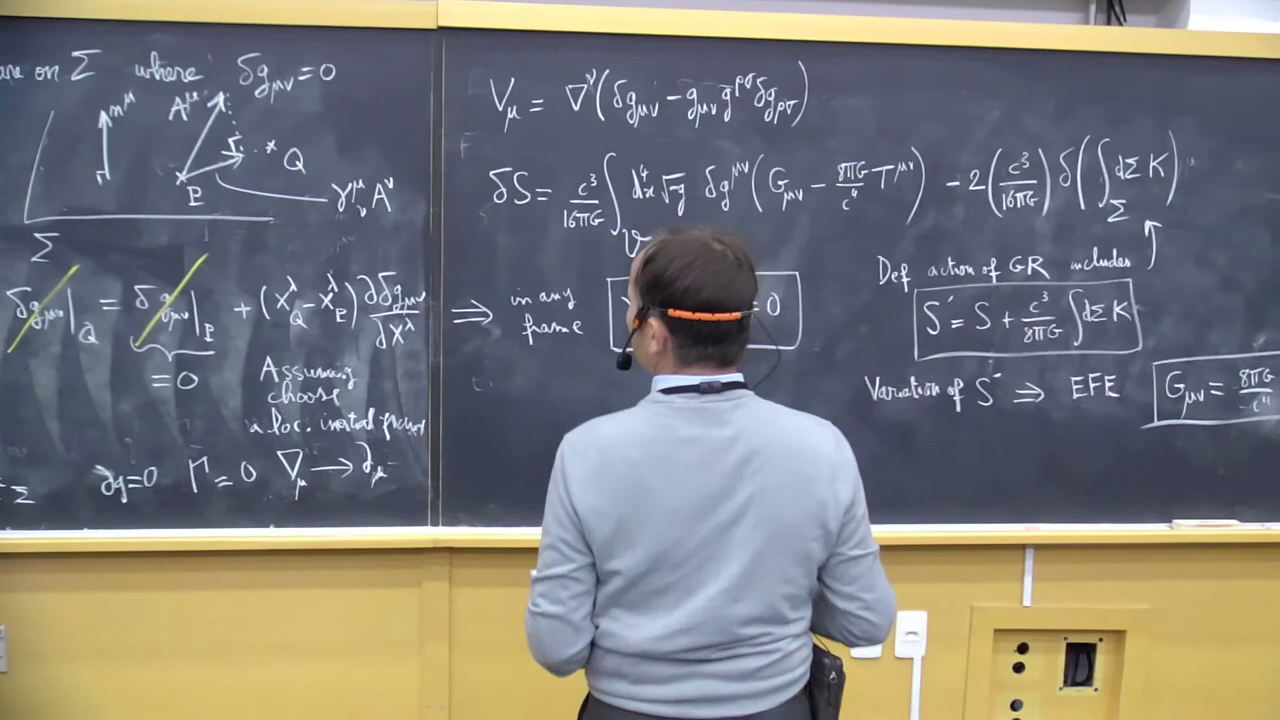 are on Σ where δg_μν = 0
A^μ
n^μ
Q
P
γ^μ_ν A^ν
Σ
δg_μν|_Q = δg_μν|_P + (x^λ_Q − x^λ_P) ∂δg_μν/∂x^λ
= 0
Assuming
choose
a loc. inertial frame
Σ ∂g=0 Γ = 0 ∇_μ → ∂_μ
V_μ = ∇^ν(δg_μν − g_μν g^ρσ δg_ρσ)
δS = c³/16πG ∫_V d⁴x √−g δg^μν (G_μν − 8πG/c⁴ T^μν) − 2(c³/16πG) δ(∫_Σ dΣ K)
⇒ in any
frame
= 0
Def action of GR includes
S' = S + c³/8πG ∫dΣ K
Variation of S' ⇒ EFE
G_μν = 8πG/c⁴